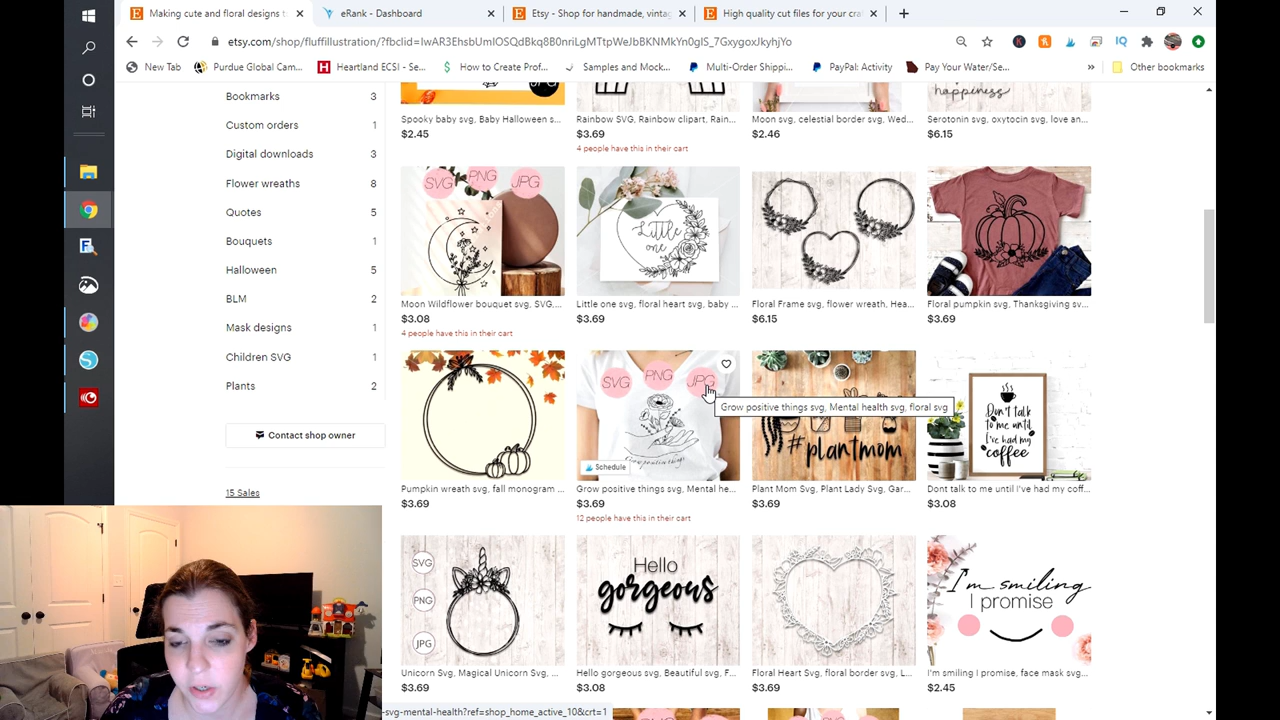 Making cute and floral designs t
eRank - Dashboard
Etsy - Shop for handmade, vintag
High quality cut files for your cra
etsy.com/shop/fluffillustration/?fbclid=IwAR3EhsbUmIOSQdBkq8B0nriLgMTtpWeJbBKNMkYn0gIS_7GxygoxJkyhjYo
New Tab
Purdue Global Cam...
Heartland ECSI - Se...
How to Create Prof...
Samples and Mock...
Multi-Order Shippi...
PayPal: Activity
Pay Your Water/Se...
Other bookmarks
Bookmarks 3
Custom orders 1
Digital downloads 3
Flower wreaths 8
Quotes 5
Bouquets 1
Halloween 5
BLM 2
Mask designs 1
Children SVG 1
Plants 2
Contact shop owner
15 Sales
JPG
happiness
Spooky baby svg, Baby Halloween s...
$2.45
Rainbow SVG, Rainbow clipart, Rain...
$3.69
4 people have this in their cart
Moon svg, celestial border svg, Wed...
$2.46
Serotonin svg, oxytocin svg, love an...
$6.15
SVG PNG JPG
Moon Wildflower bouquet svg, SVG,...
$3.08
4 people have this in their cart
Little
one
Little one svg, floral heart svg, baby ...
$3.69
Floral Frame svg, flower wreath, Hea...
$6.15
Floral pumpkin svg, Thanksgiving sv...
$3.69
Pumpkin wreath svg, fall monogram ...
$3.69
SVG PNG JPG
Grow positive things
Schedule
Grow positive things svg, Mental health svg, floral svg
Grow positive things svg, Mental he...
$3.69
12 people have this in their cart
#plantmom
Plant Mom Svg, Plant Lady Svg, Gar...
$3.69
Don't talk
to me until
I've had my
coffee
Dont talk to me until I've had my coff...
$3.08
SVG
PNG
JPG
Unicorn Svg, Magical Unicorn Svg, ...
$3.69
Hello
gorgeous
Hello gorgeous svg, Beautiful svg, F...
$3.08
Floral Heart Svg, floral border svg, L...
$3.69
I'm smiling
I promise
I'm smiling I promise, face mask svg...
$2.45
-svg-mental-health?ref=shop_home_active_10&crt=1